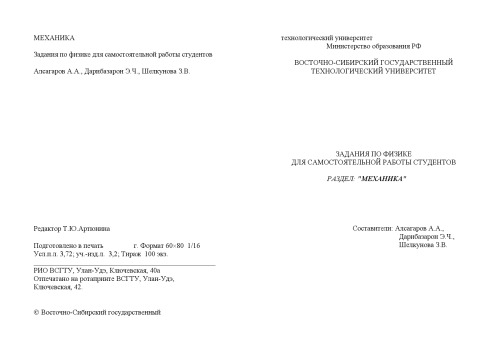 МЕХАНИКА
Задания по физике для самостоятельной работы студентов
Алсагаров А.А., Дарибазарон Э.Ч., Шелкунова З.В.
Редактор Т.Ю.Артюнина
Подготовлено в печать г. Формат 60×80 1/16
Усл.п.л. 3,72; уч.-изд.л. 3,2; Тираж 100 экз.
РИО ВСГТУ, Улан-Удэ, Ключевская, 40а
Отпечатано на ротапринте ВСГТУ, Улан-Удэ,
Ключевская, 42.
© Восточно-Сибирский государственный
технологический университет
Министерство образования РФ
ВОСТОЧНО-СИБИРСКИЙ ГОСУДАРСТВЕННЫЙ
ТЕХНОЛОГИЧЕСКИЙ УНИВЕРСИТЕТ
ЗАДАНИЯ ПО ФИЗИКЕ
ДЛЯ САМОСТОЯТЕЛЬНОЙ РАБОТЫ СТУДЕНТОВ
РАЗДЕЛ: "МЕХАНИКА"
Составители: Алсагаров А.А.,
Дарибазарон Э.Ч.,
Шелкунова З.В.